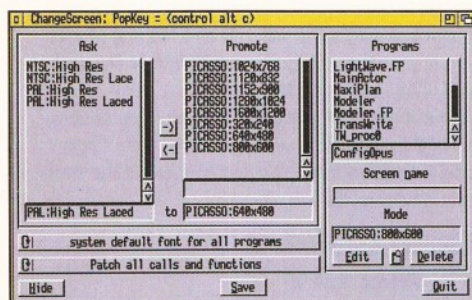 ChangeScreen: PopKey = <control alt c>
Ask
NTSC:High Res
NTSC:High Res Lace
PAL:High Res
PAL:High Res Laced
PAL:High Res Laced
to
Promote
PICASSO:1024x768
PICASSO:1120x832
PICASSO:1152x900
PICASSO:1280x1024
PICASSO:1600x1200
PICASSO:320x240
PICASSO:640x480
PICASSO:800x600
->
<-
PICASSO:640x480
Programs
LightWave.FP
MainActor
MaxiPlan
Modeler
Modeler.FP
TransWrite
TW_proc0
ConfigOpus
Screen name
Mode
PICASSO:800x600
Edit
Delete
system default font for all programs
Patch all calls and functions
Hide
Save
Quit